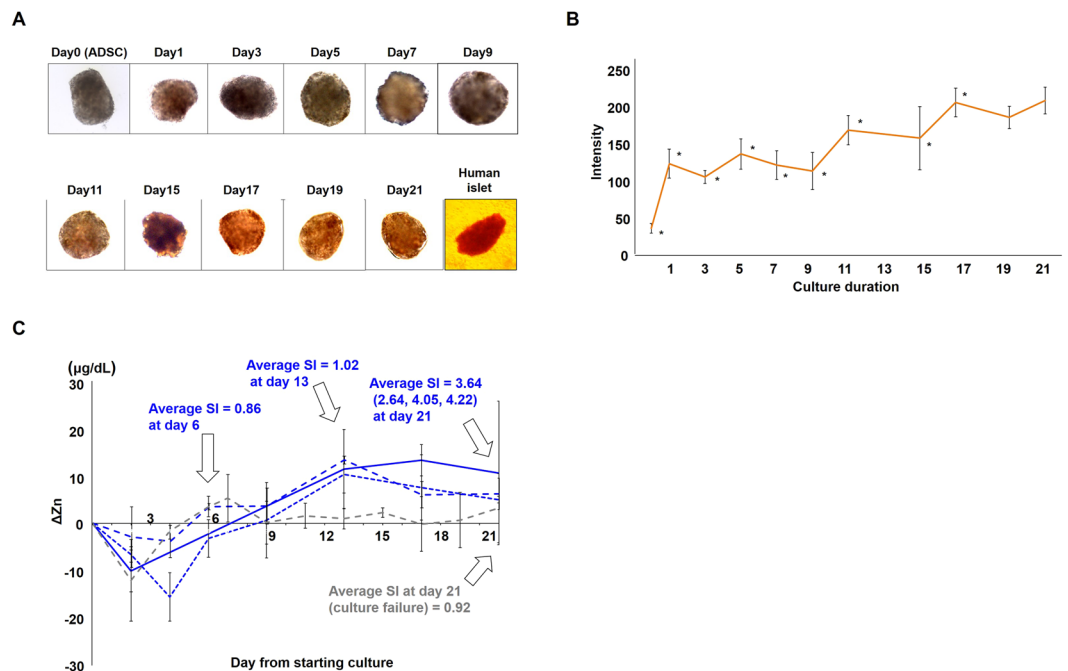 A
Day0 (ADSC) Day1 Day3 Day5 Day7 Day9
Day11 Day15 Day17 Day19 Day21 Human
islet
B
250
200
150
100
50
0
Intensity
* * * * * * * * *
1 3 5 7 9 11 13 15 17 19 21
Culture duration
C
(μg/dL)
30
20
10
0
-10
-20
-30
ΔZn
Average SI = 0.86
at day 6
Average SI = 1.02
at day 13
Average SI = 3.64
(2.64, 4.05, 4.22)
at day 21
3 6 9 12 15 18 21
Average SI at day 21
(culture failure) = 0.92
Day from starting culture